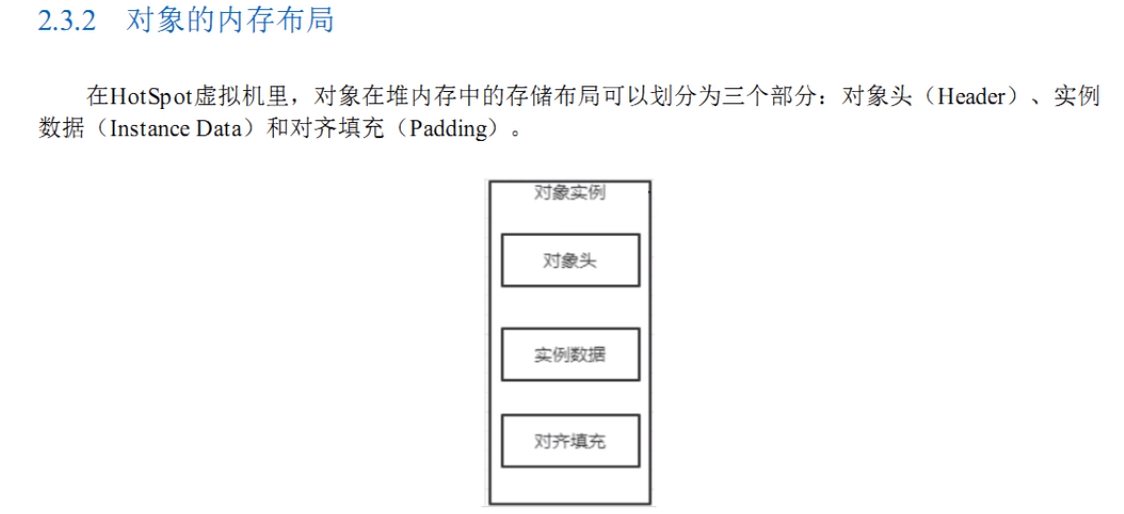 2.3.2 对象的内存布局
在HotSpot虚拟机里，对象在堆内存中的存储布局可以划分为三个部分：对象头（Header）、实例
数据（Instance Data）和对齐填充（Padding）。
对象实例
对象头
实例数据
对齐填充